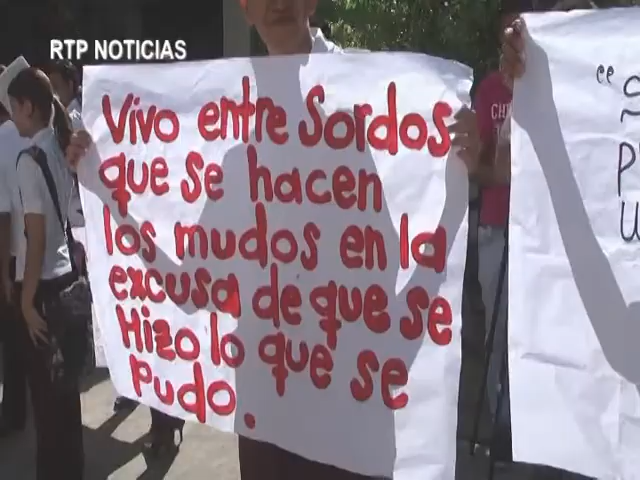 RTP NOTICIAS
Vivo entre Sordos
que se hacen
los mudos en la
excusa de que se
Hizo lo que se
pudo.